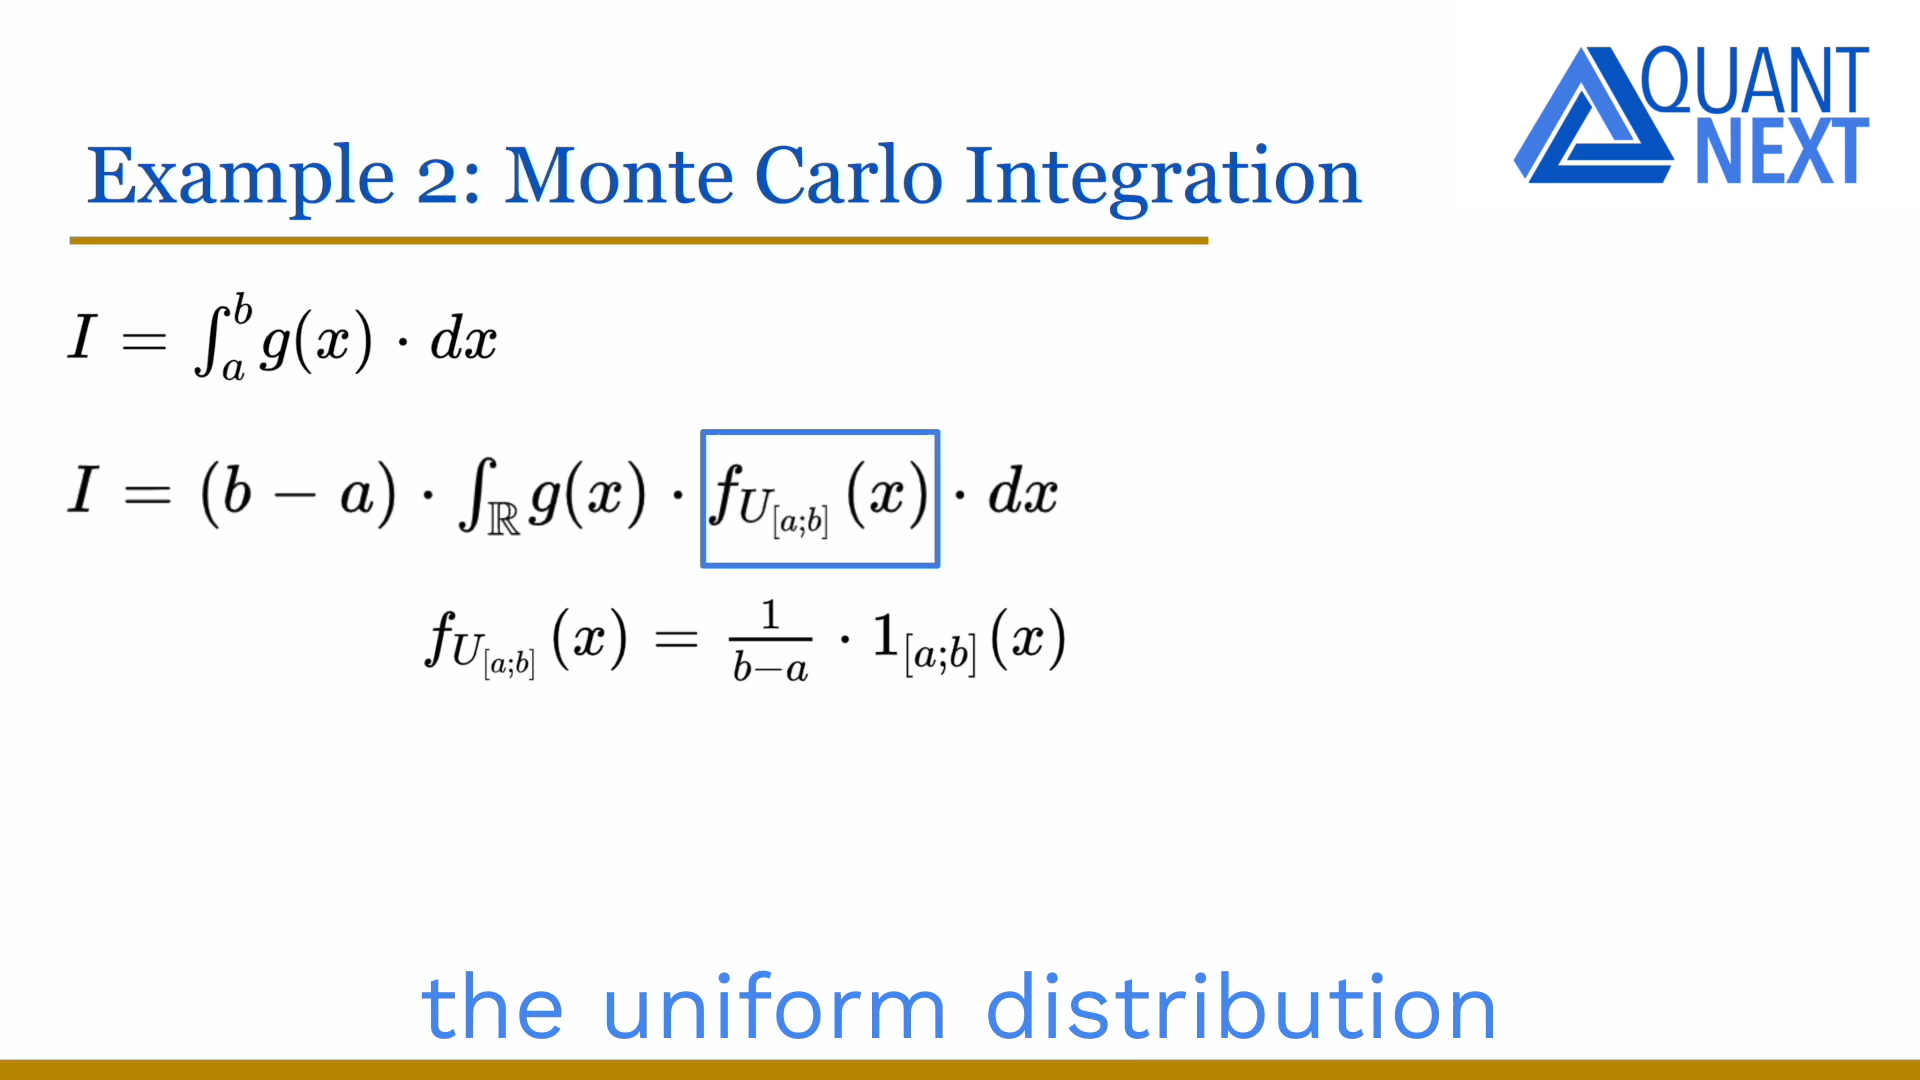 QUANT
NEXT
Example 2: Monte Carlo Integration
I = ∫_a^b g(x) · dx
I = (b − a) · ∫_ℝ g(x) · f_{U_{[a;b]}}(x) · dx
f_{U_{[a;b]}}(x) = \frac{1}{b−a} · 1_{[a;b]}(x)
the uniform distribution